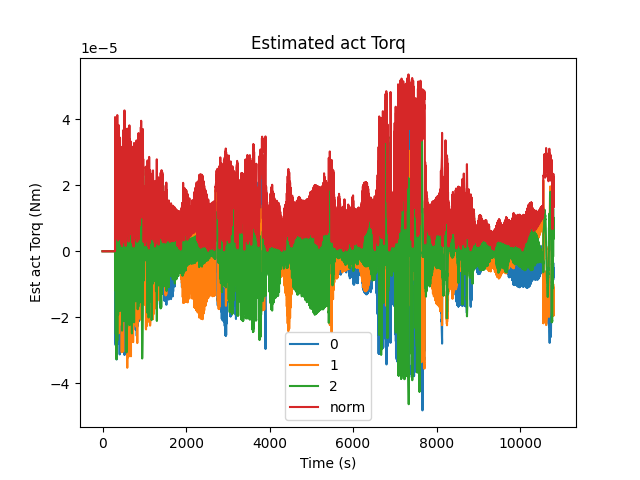 Estimated act Torq
1e−5
4
2
0
−2
−4
Est act Torq (Nm)
0
1
2
norm
0 2000 4000 6000 8000 10000
Time (s)